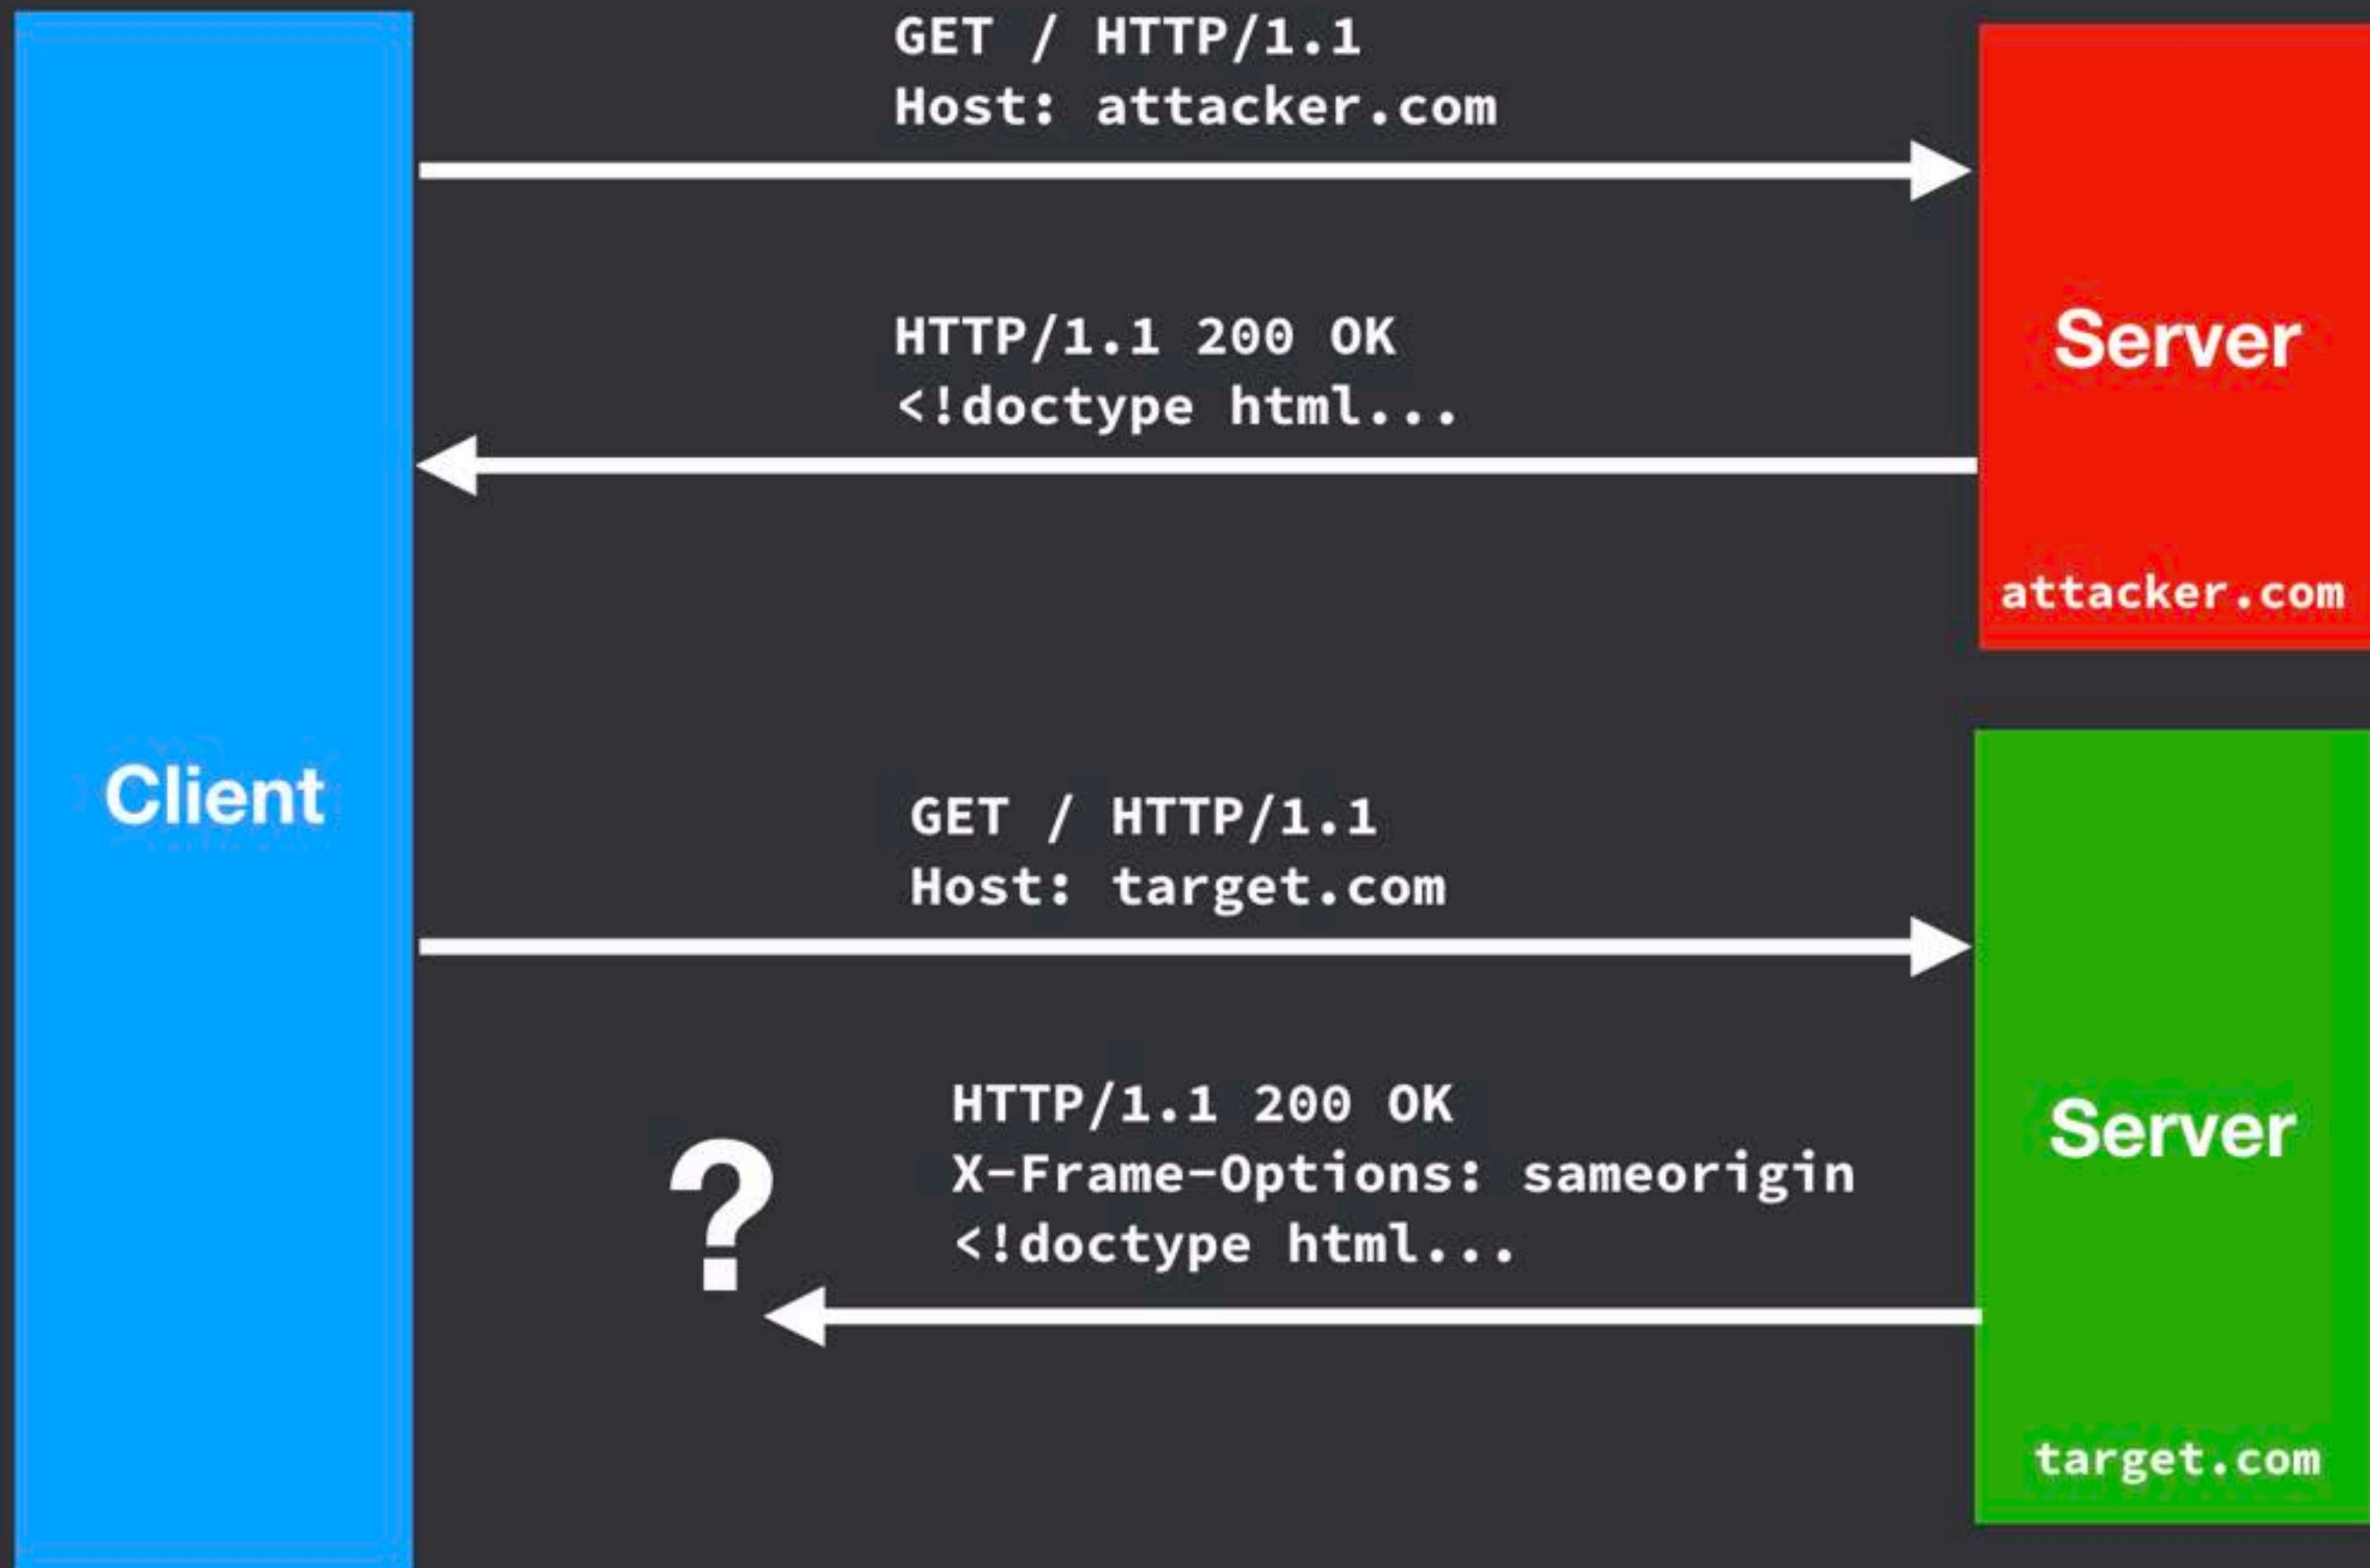 GET / HTTP/1.1
Host: attacker.com
HTTP/1.1 200 OK
<!doctype html...
Server
attacker.com
Client
GET / HTTP/1.1
Host: target.com
?
HTTP/1.1 200 OK
X-Frame-Options: sameorigin
<!doctype html...
Server
target.com